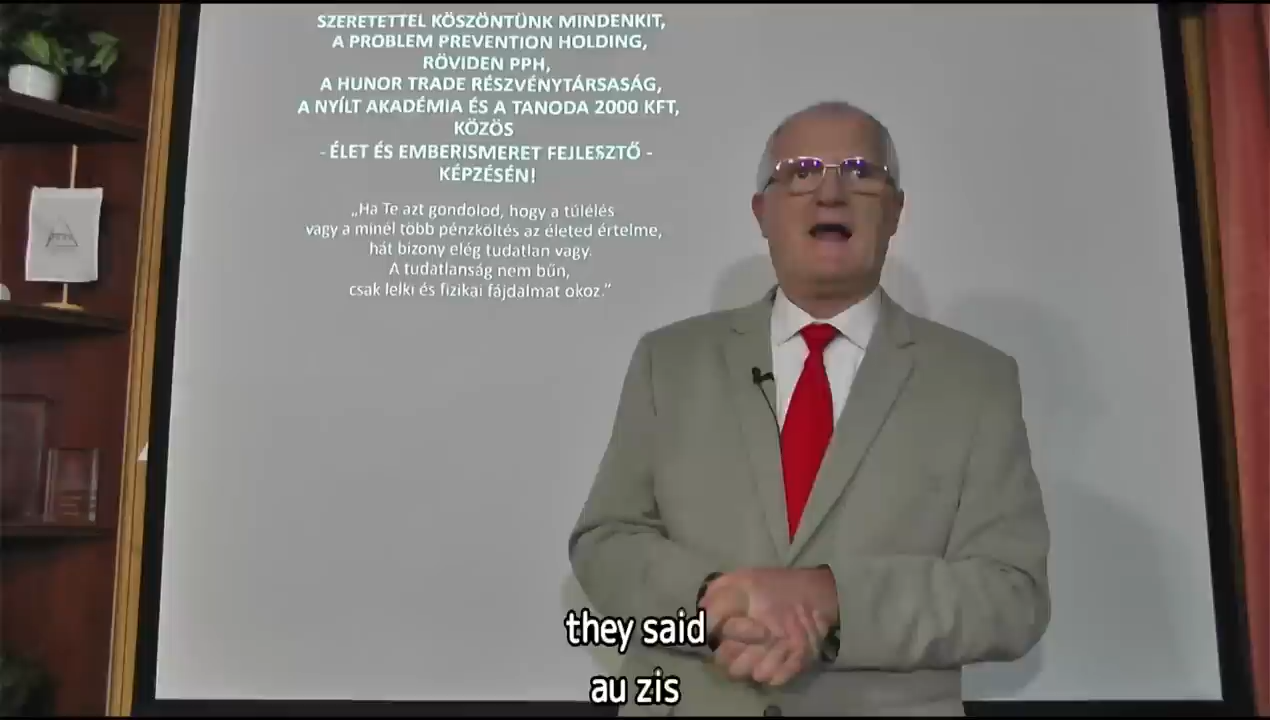 SZERETETTEL KÖSZÖNTÜNK MINDENKIT,
A PROBLEM PREVENTION HOLDING,
RÖVIDEN PPH,
A HUNOR TRADE RÉSZVÉNYTÁRSASÁG,
A NYÍLT AKADÉMIA ÉS A TANODA 2000 KFT,
KÖZÖS
- ÉLET ÉS EMBERISMERET FEJLESZTŐ -
KÉPZÉSÉN!
„Ha Te azt gondolod, hogy a túlélés
vagy a minél több pénzköltés az életed értelme,
hát bizony elég tudatlan vagy.
A tudatlanság nem bűn,
csak lelki és fizikai fájdalmat okoz.”
they said
au zis